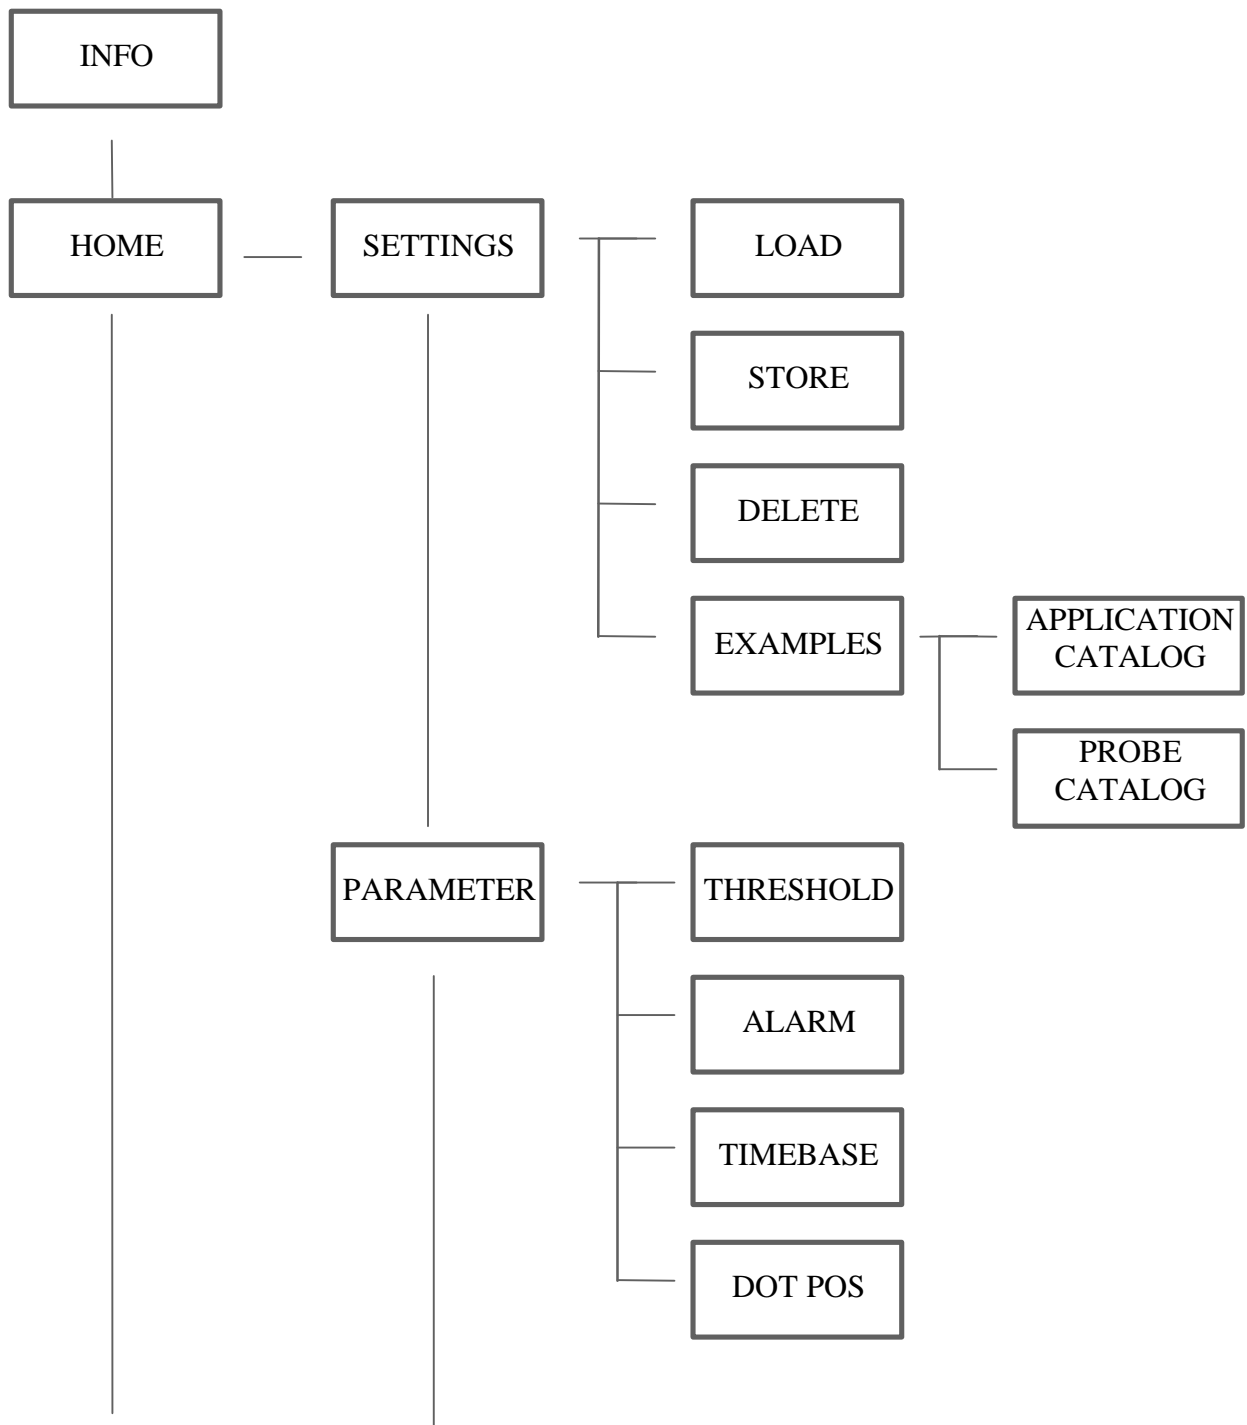 INFO
HOME
SETTINGS
LOAD
STORE
DELETE
EXAMPLES
APPLICATION
CATALOG
PROBE
CATALOG
PARAMETER
THRESHOLD
ALARM
TIMEBASE
DOT POS